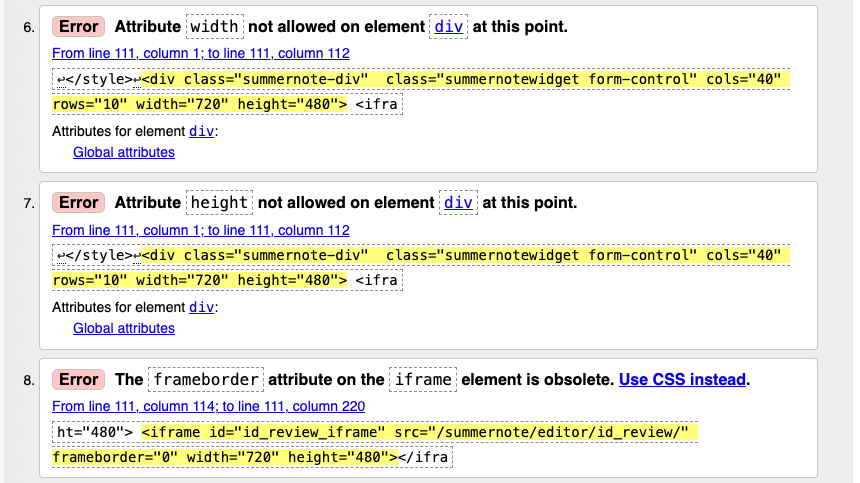 6. Error Attribute width not allowed on element div at this point.
From line 111, column 1; to line 111, column 112
↩</style>↩<div class="summernote-div"  class="summernotewidget form-control" cols="40"
rows="10" width="720" height="480"> <ifra
Attributes for element div:
Global attributes
7. Error Attribute height not allowed on element div at this point.
From line 111, column 1; to line 111, column 112
↩</style>↩<div class="summernote-div"  class="summernotewidget form-control" cols="40"
rows="10" width="720" height="480"> <ifra
Attributes for element div:
Global attributes
8. Error The frameborder attribute on the iframe element is obsolete. Use CSS instead.
From line 111, column 114; to line 111, column 220
ht="480"> <iframe id="id_review_iframe" src="/summernote/editor/id_review/"
frameborder="0" width="720" height="480"></ifra